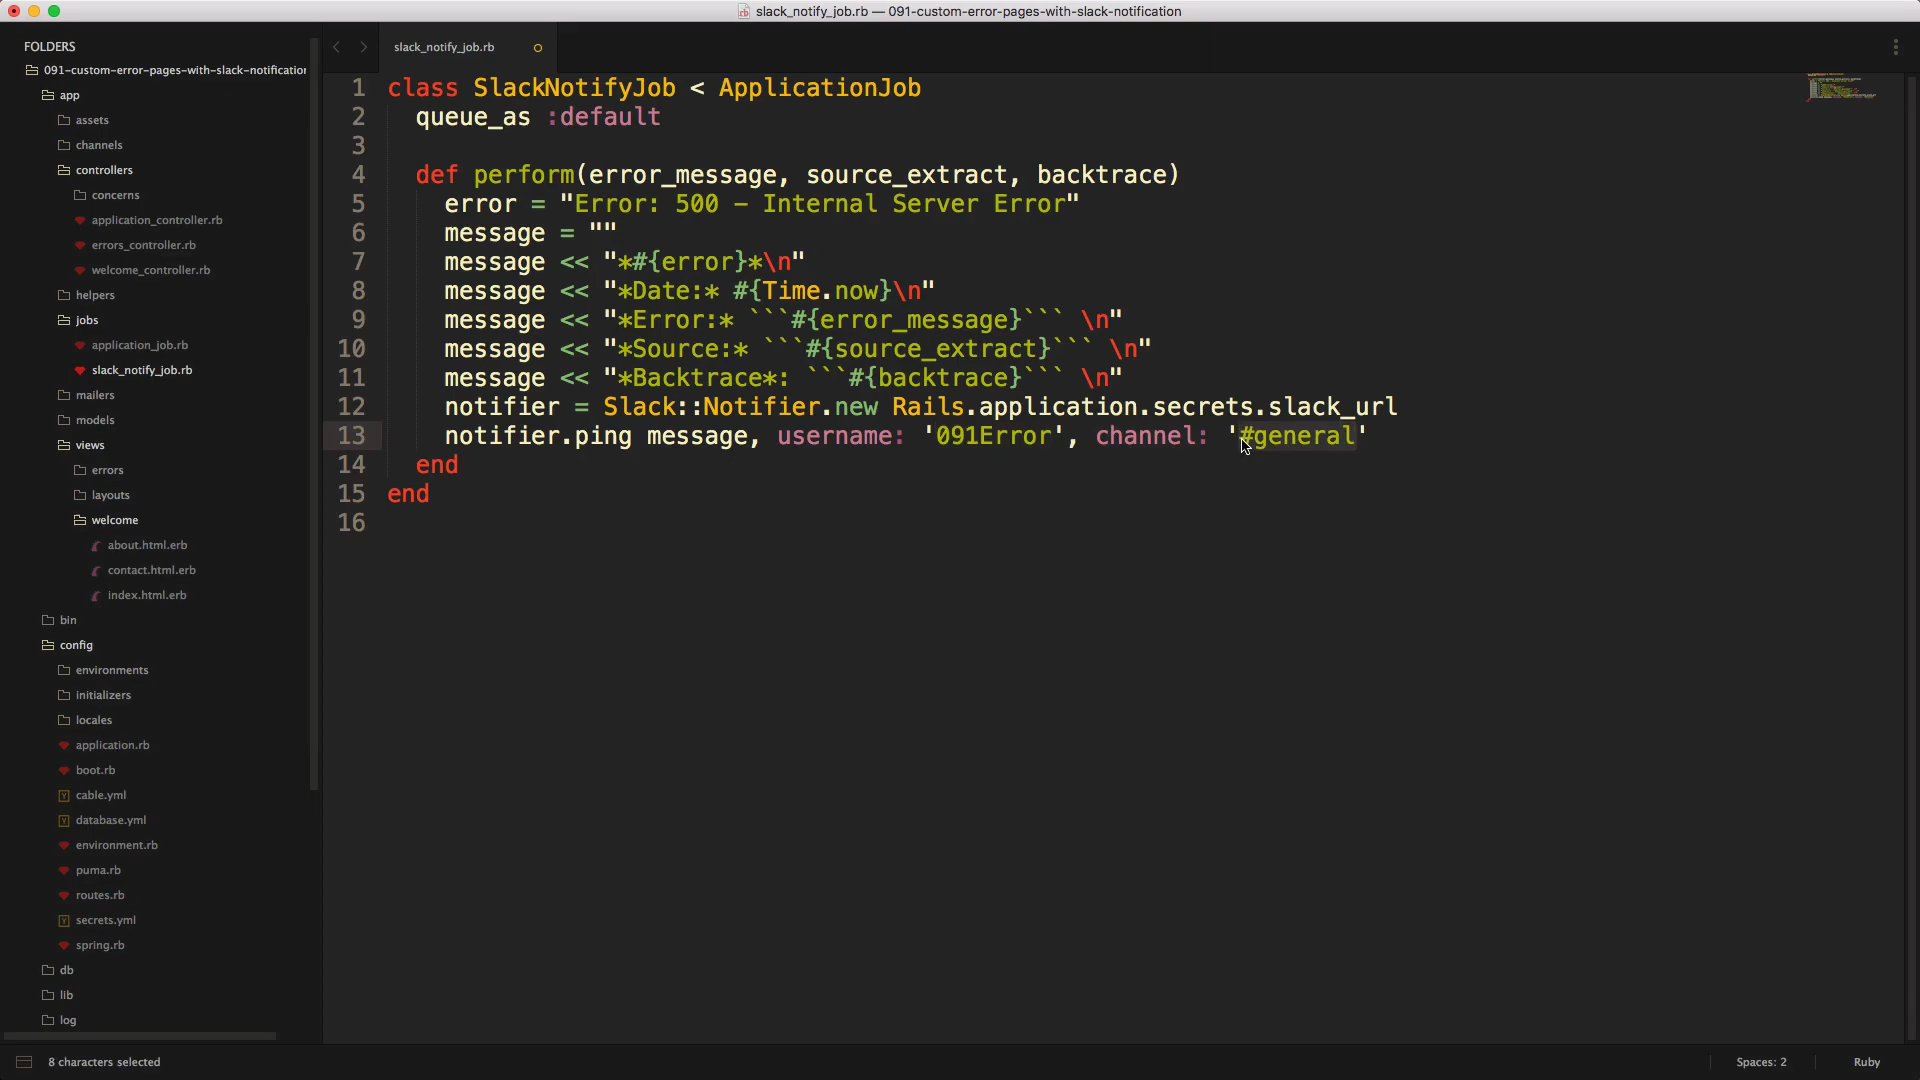 slack_notify_job.rb — 091-custom-error-pages-with-slack-notification
FOLDERS
091-custom-error-pages-with-slack-notification
app
assets
channels
controllers
concerns
application_controller.rb
errors_controller.rb
welcome_controller.rb
helpers
jobs
application_job.rb
slack_notify_job.rb
mailers
models
views
errors
layouts
welcome
about.html.erb
contact.html.erb
index.html.erb
bin
config
environments
initializers
locales
application.rb
boot.rb
cable.yml
database.yml
environment.rb
puma.rb
routes.rb
secrets.yml
spring.rb
db
lib
log
slack_notify_job.rb
1 class SlackNotifyJob < ApplicationJob
2   queue_as :default
3
4   def perform(error_message, source_extract, backtrace)
5     error = "Error: 500 – Internal Server Error"
6     message = ""
7     message << "*#{error}*\n"
8     message << "*Date:* #{Time.now}\n"
9     message << "*Error:* ```#{error_message}``` \n"
10     message << "*Source:* ```#{source_extract}``` \n"
11     message << "*Backtrace*: ```#{backtrace}``` \n"
12     notifier = Slack::Notifier.new Rails.application.secrets.slack_url
13     notifier.ping message, username: '091Error', channel: '#general'
14   end
15 end
16
8 characters selected
Spaces: 2
Ruby